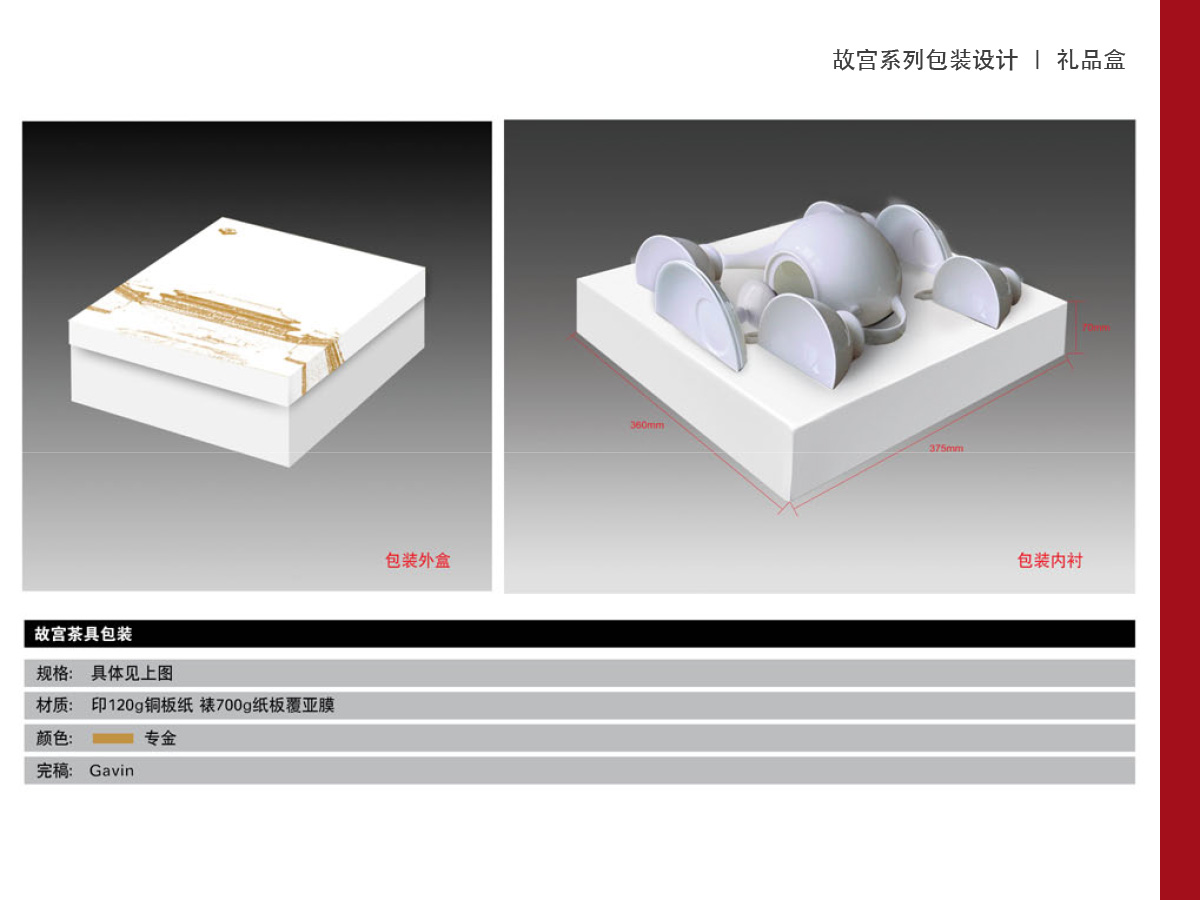 故宫系列包装设计 | 礼品盒
包装外盒
70mm
360mm
375mm
包装内衬
故宫茶具包装
规格: 具体见上图
材质: 印120g铜板纸 裱700g纸板覆亚膜
颜色: 专金
完稿: Gavin